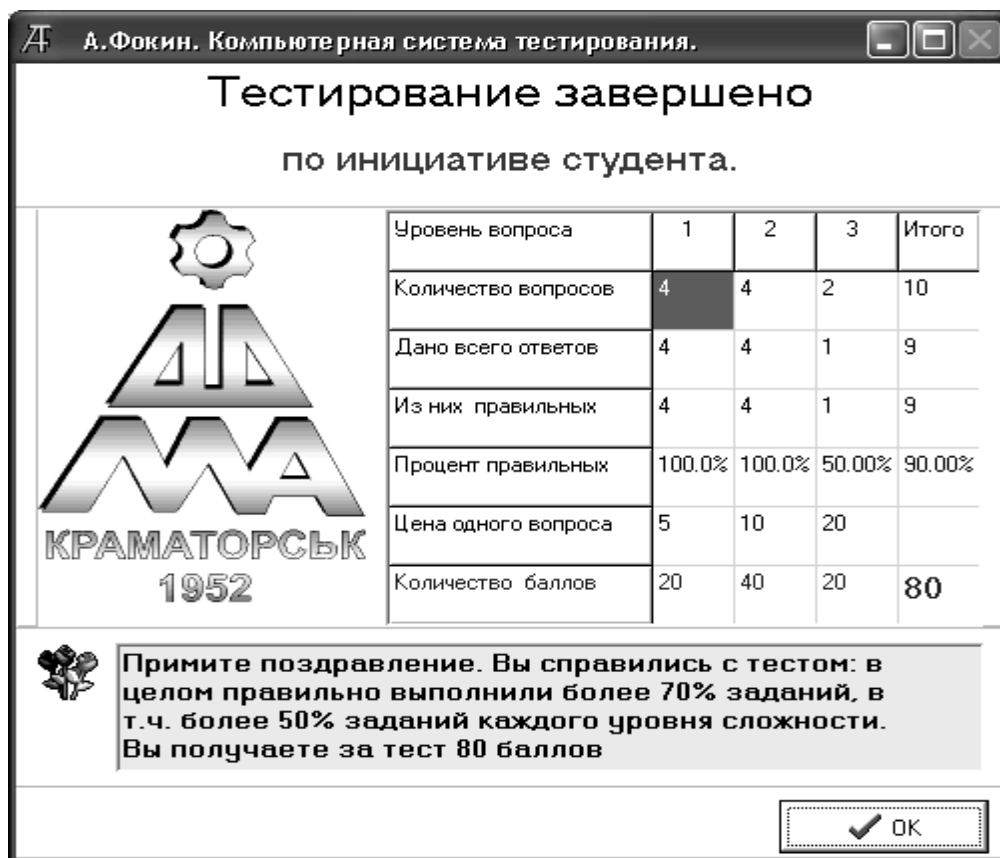 А.Фокин. Компьютерная система тестирования.
Тестирование завершено
по инициативе студента.
Уровень вопроса 1 2 3 Итого
Количество вопросов 4 4 2 10
Дано всего ответов 4 4 1 9
Из них правильных 4 4 1 9
Процент правильных 100.0% 100.0% 50.00% 90.00%
Цена одного вопроса 5 10 20
Количество баллов 20 40 20 80
ДДМА
КРАМАТОРСЬК
1952
Примите поздравление. Вы справились с тестом: в
целом правильно выполнили более 70% заданий, в
т.ч. более 50% заданий каждого уровня сложности.
Вы получаете за тест 80 баллов
OK